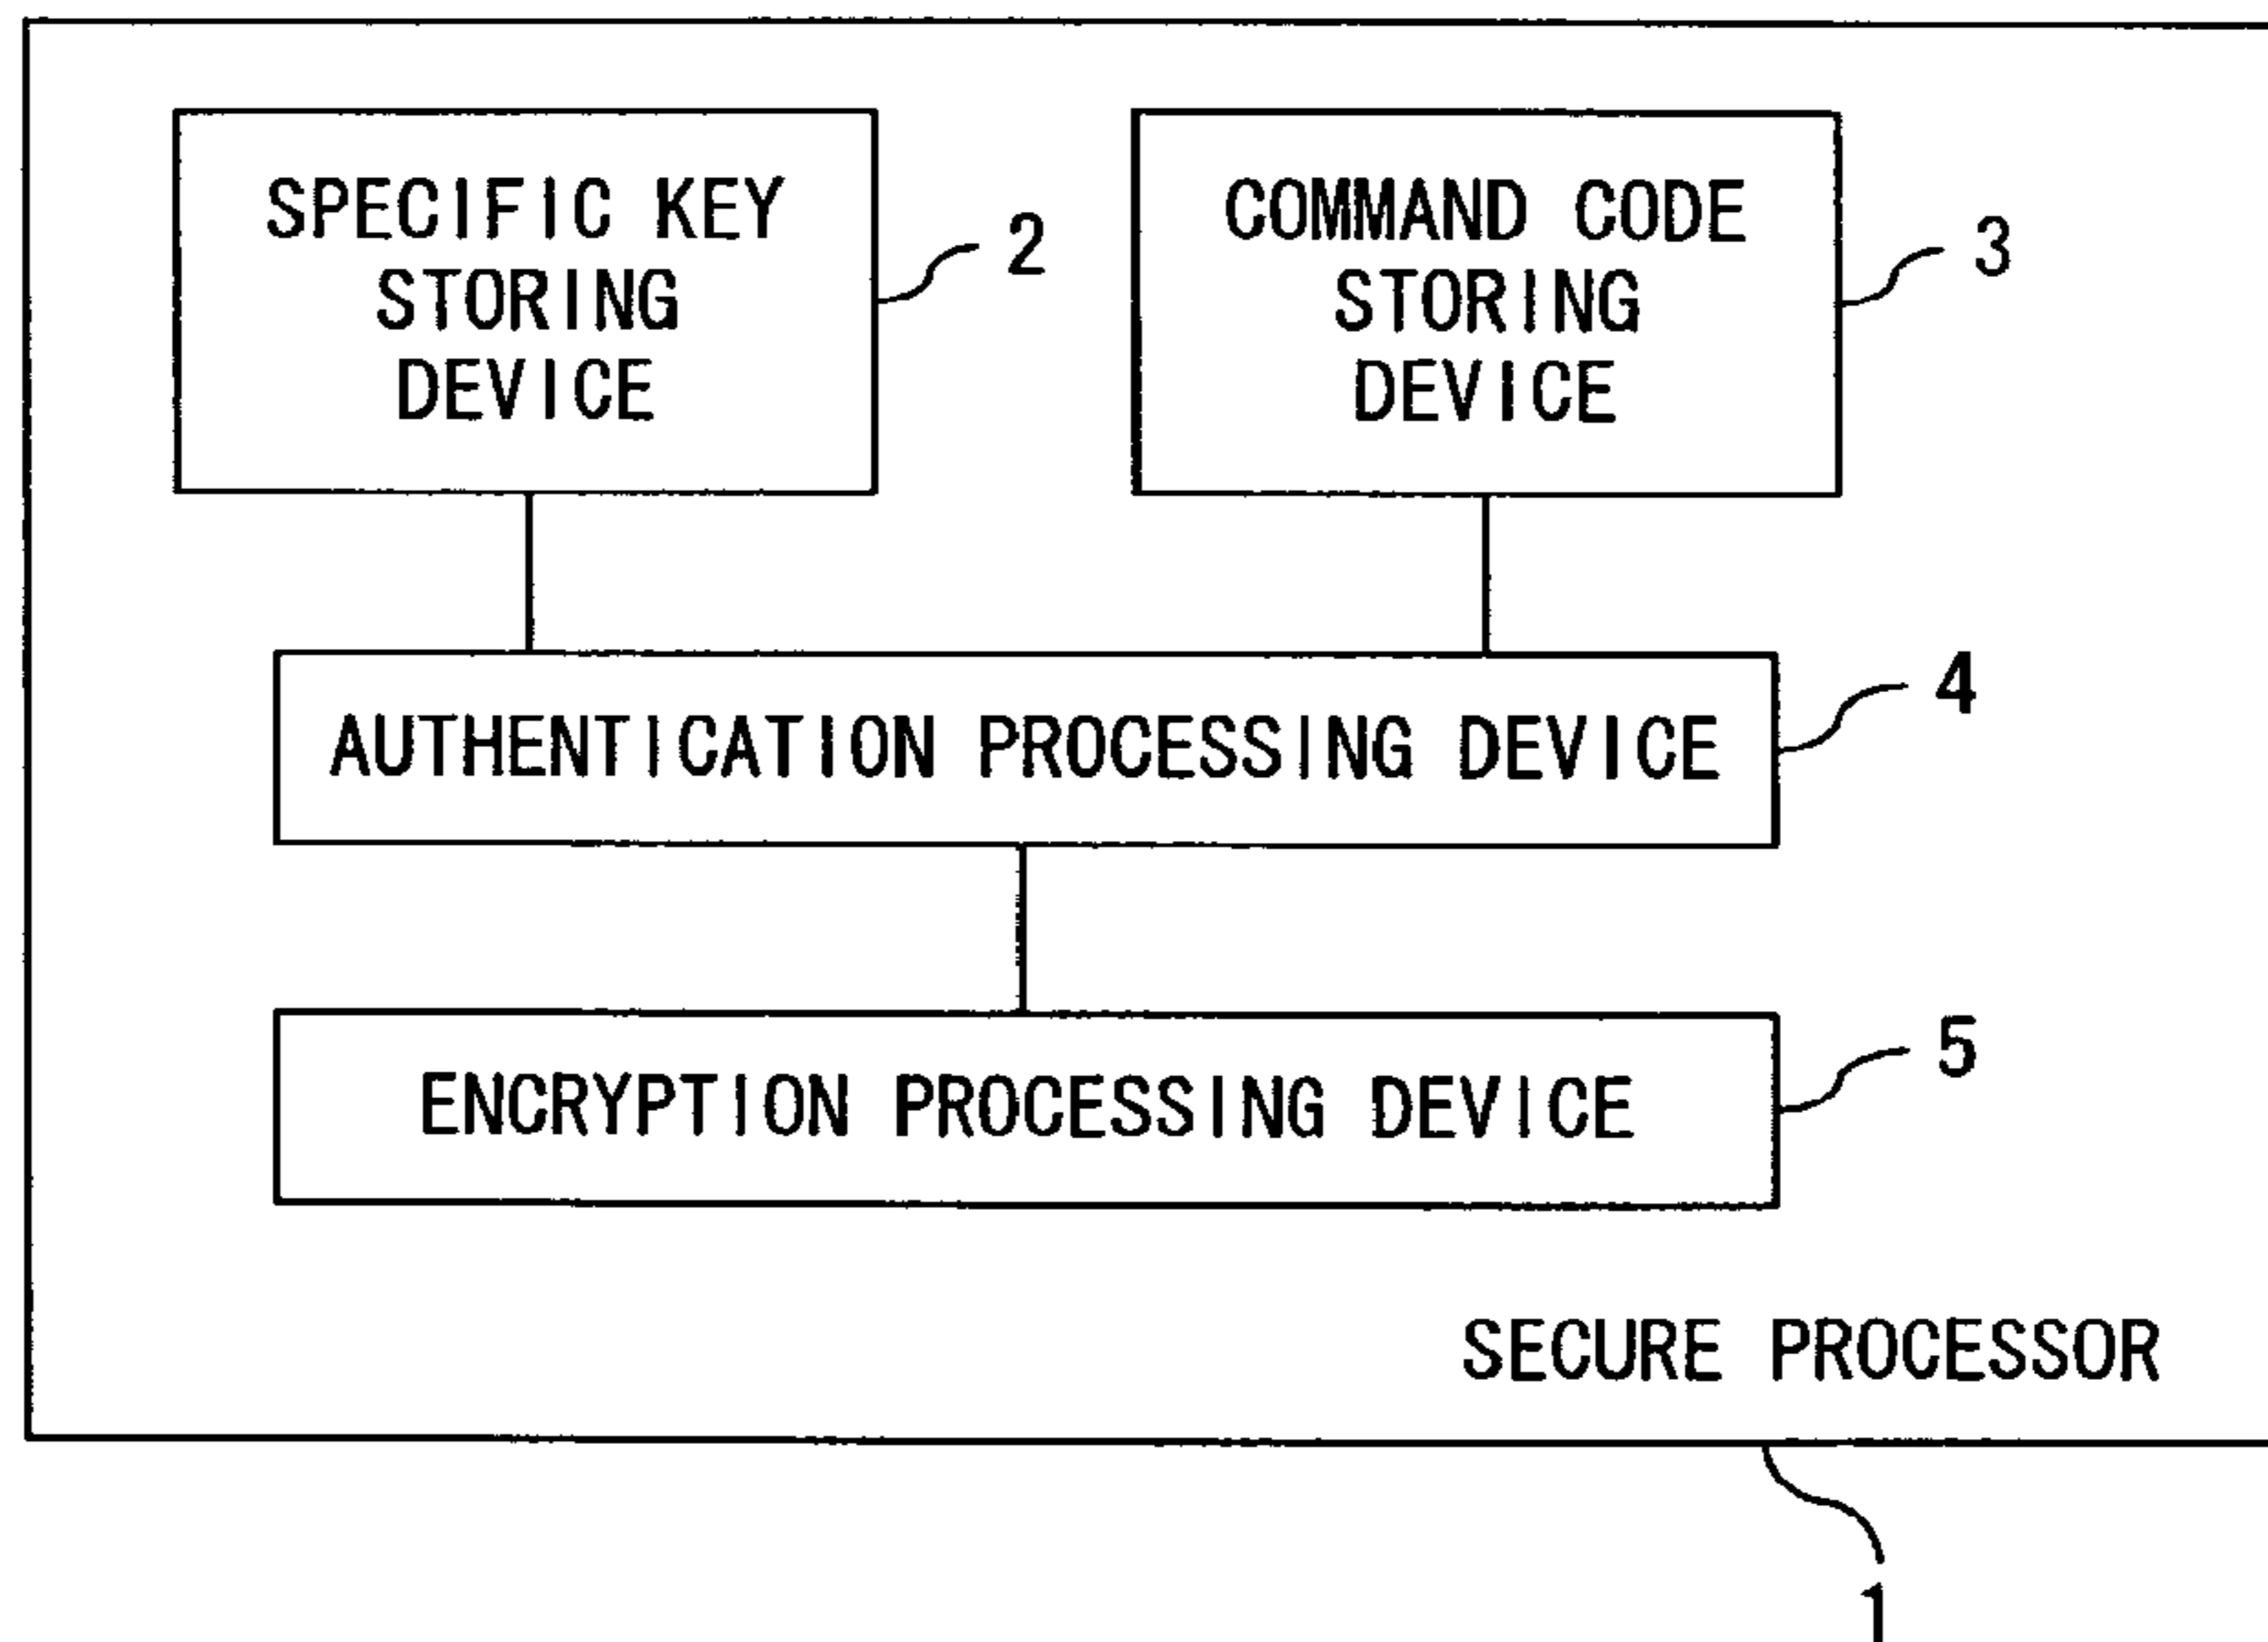 SPECIFIC KEY
STORING
DEVICE
2
COMMAND CODE
STORING
DEVICE
3
AUTHENTICATION PROCESSING DEVICE
4
ENCRYPTION PROCESSING DEVICE
5
SECURE PROCESSOR
1